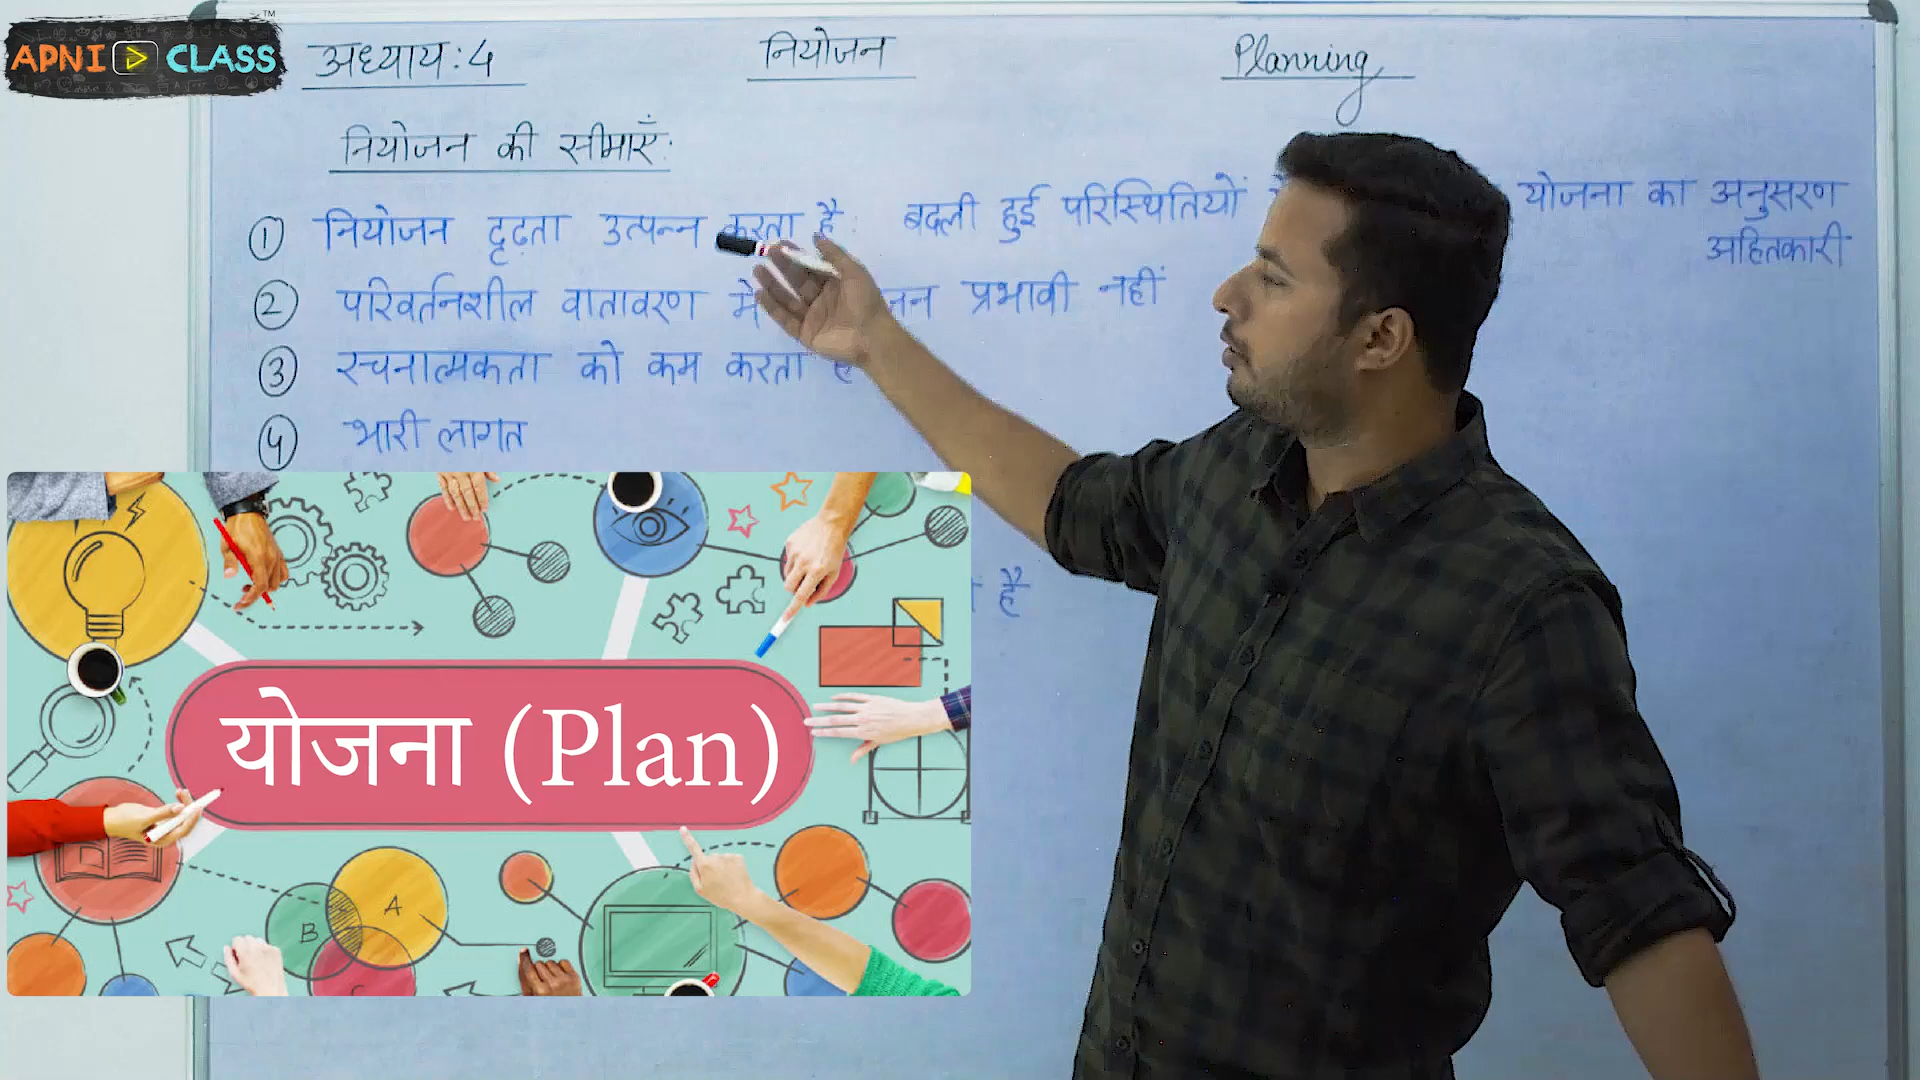 APNI CLASS ™
अध्याय: 4
नियोजन
Planning
नियोजन की सीमाएँ:
① नियोजन दृढ़ता उत्पन्न करता है: बदली हुई परिस्थितियों योजना का अनुसरण
अहितकारी
② परिवर्तनशील वातावरण में प्रभावी नहीं
③ रचनात्मकता को कम करता है
④ भारी लागत
है
योजना (Plan)
A
B
C